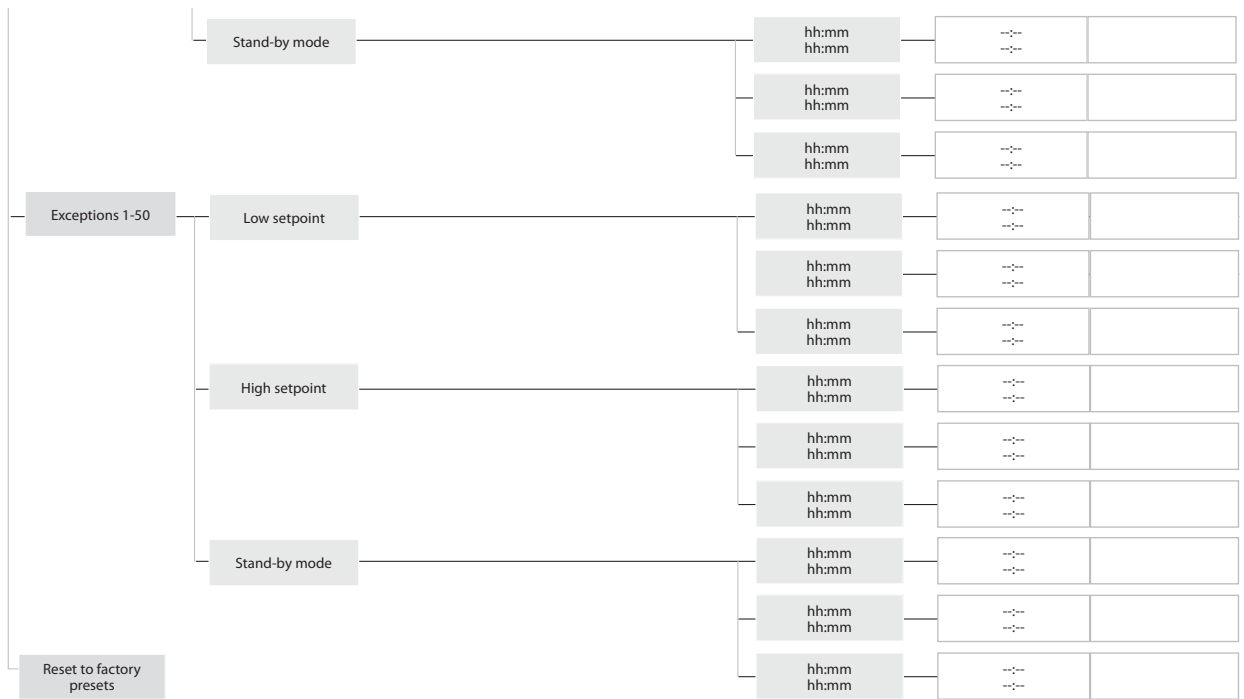 Stand-by mode
hh:mm
hh:mm
--:--
--:--
hh:mm
hh:mm
--:--
--:--
hh:mm
hh:mm
--:--
--:--
Exceptions 1-50
Low setpoint
hh:mm
hh:mm
--:--
--:--
hh:mm
hh:mm
--:--
--:--
hh:mm
hh:mm
--:--
--:--
High setpoint
hh:mm
hh:mm
--:--
--:--
hh:mm
hh:mm
--:--
--:--
hh:mm
hh:mm
--:--
--:--
Stand-by mode
hh:mm
hh:mm
--:--
--:--
hh:mm
hh:mm
--:--
--:--
Reset to factory
presets
hh:mm
hh:mm
--:--
--:--